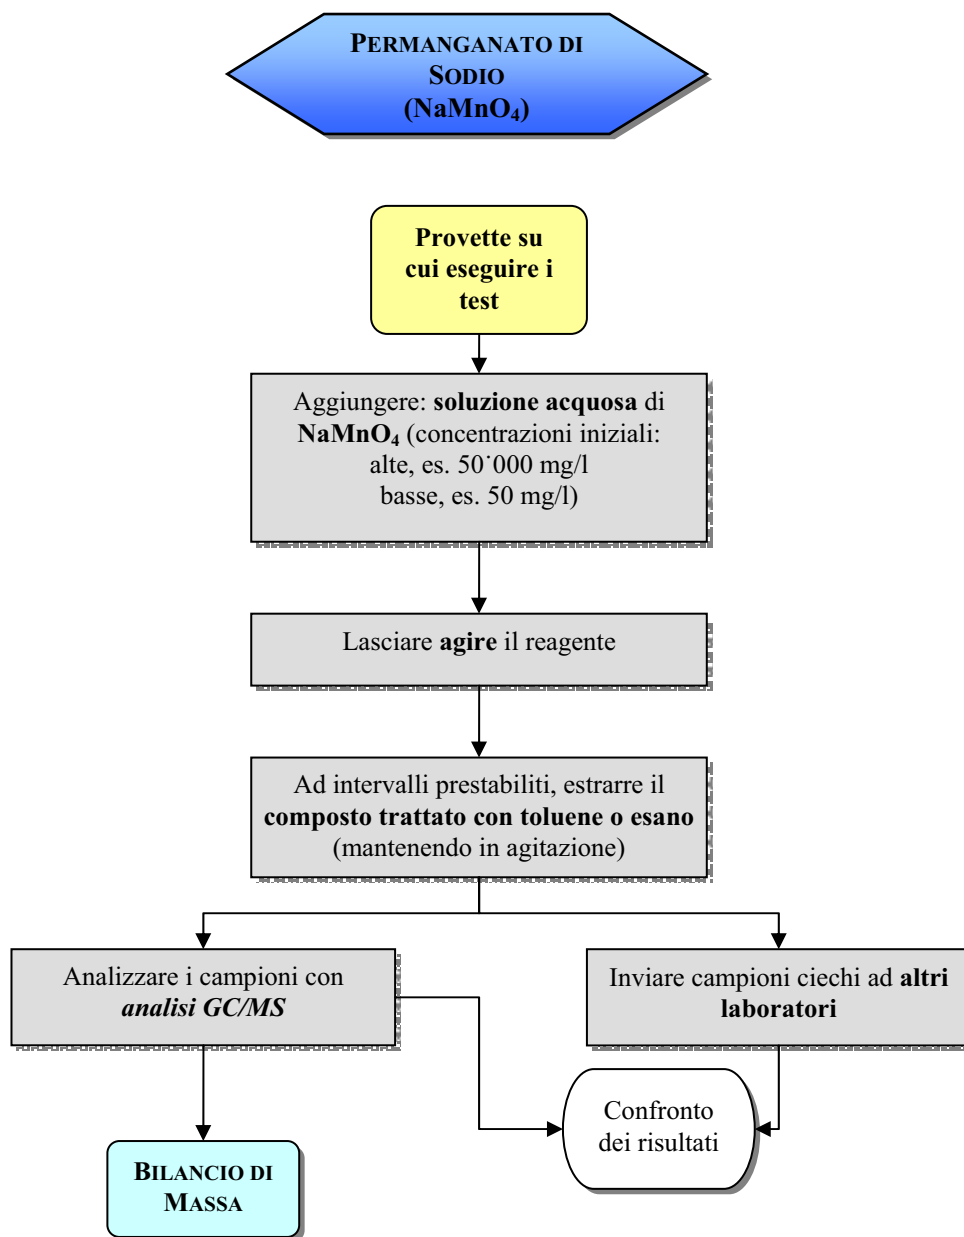 PERMANGANATO DI
SODIO
(NaMnO₄)
Provette su
cui eseguire i
test
Aggiungere: soluzione acquosa di
NaMnO₄ (concentrazioni iniziali:
alte, es. 50˙000 mg/l
basse, es. 50 mg/l)
Lasciare agire il reagente
Ad intervalli prestabiliti, estrarre il
composto trattato con toluene o esano
(mantenendo in agitazione)
Analizzare i campioni con
analisi GC/MS
Inviare campioni ciechi ad altri
laboratori
Confronto
dei risultati
BILANCIO DI
MASSA